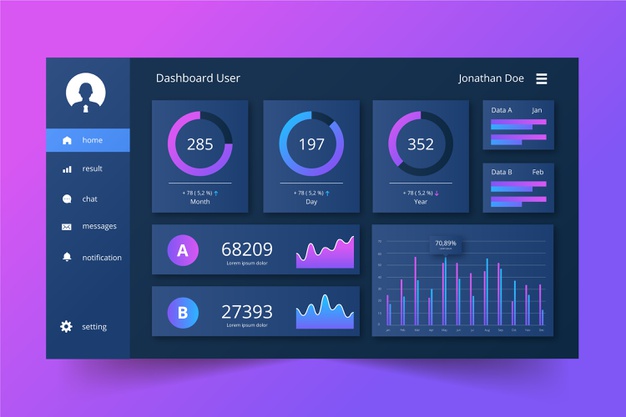 Dashboard User
Jonathan Doe
home
result
chat
messages
notification
setting
285
+ 78 ( 5,2 %)
Month
197
+ 78 ( 5,2 %)
Day
352
+ 78 ( 5,2 %)
Year
Data A Jan
Data B Feb
A
68209
Lorem ipsum dolor
B
27393
Lorem ipsum dolor
70,89%